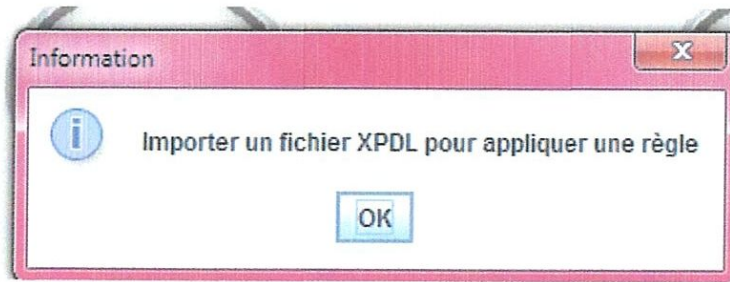 Information
Importer un fichier XPDL pour appliquer une règle
OK